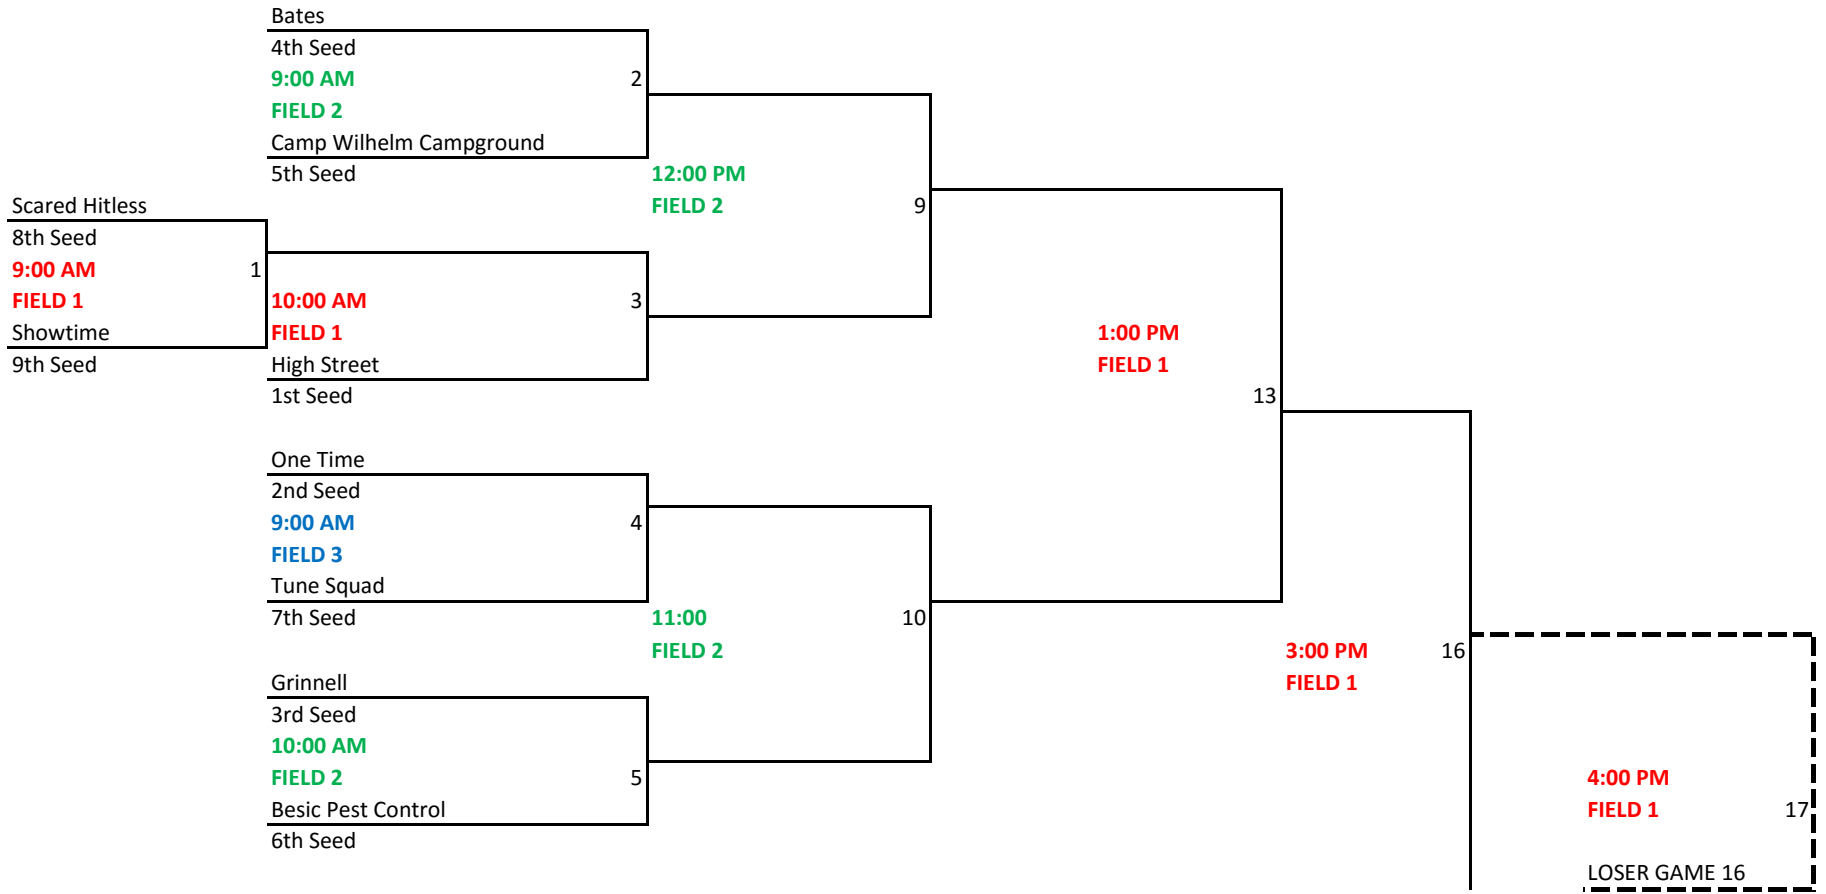 Bates
4th Seed
9:00 AM
2
FIELD 2
Camp Wilhelm Campground
5th Seed
12:00 PM
FIELD 2
9
Scared Hitless
8th Seed
9:00 AM
1
FIELD 1
Showtime
9th Seed
10:00 AM
3
FIELD 1
High Street
1st Seed
1:00 PM
FIELD 1
13
One Time
2nd Seed
9:00 AM
4
FIELD 3
Tune Squad
7th Seed
11:00
10
FIELD 2
3:00 PM
16
FIELD 1
Grinnell
3rd Seed
10:00 AM
FIELD 2
5
Besic Pest Control
6th Seed
4:00 PM
FIELD 1
17
LOSER GAME 16